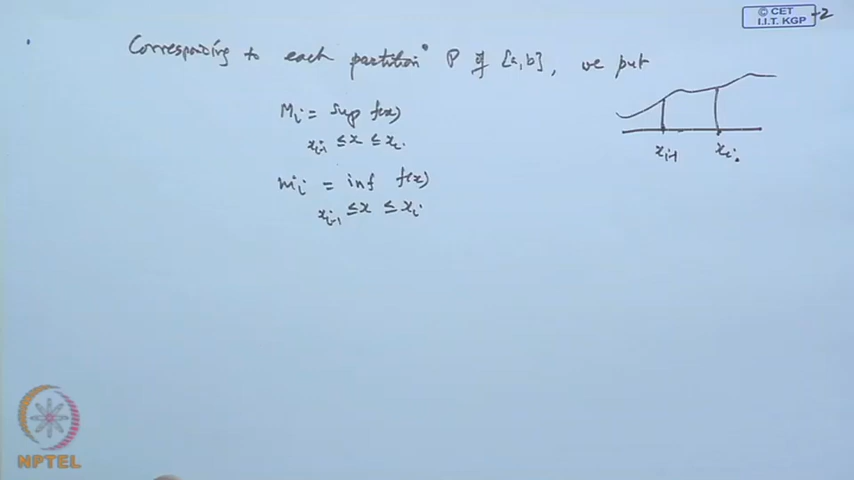 © CET
I.I.T. KGP
-2
Corresponding to each partition P of [a,b], we put
Mi = Sup f(x)
xi-1 ≤ x ≤ xi
mi = inf f(x)
xi-1 ≤ x ≤ xi
xi-1 xi
NPTEL